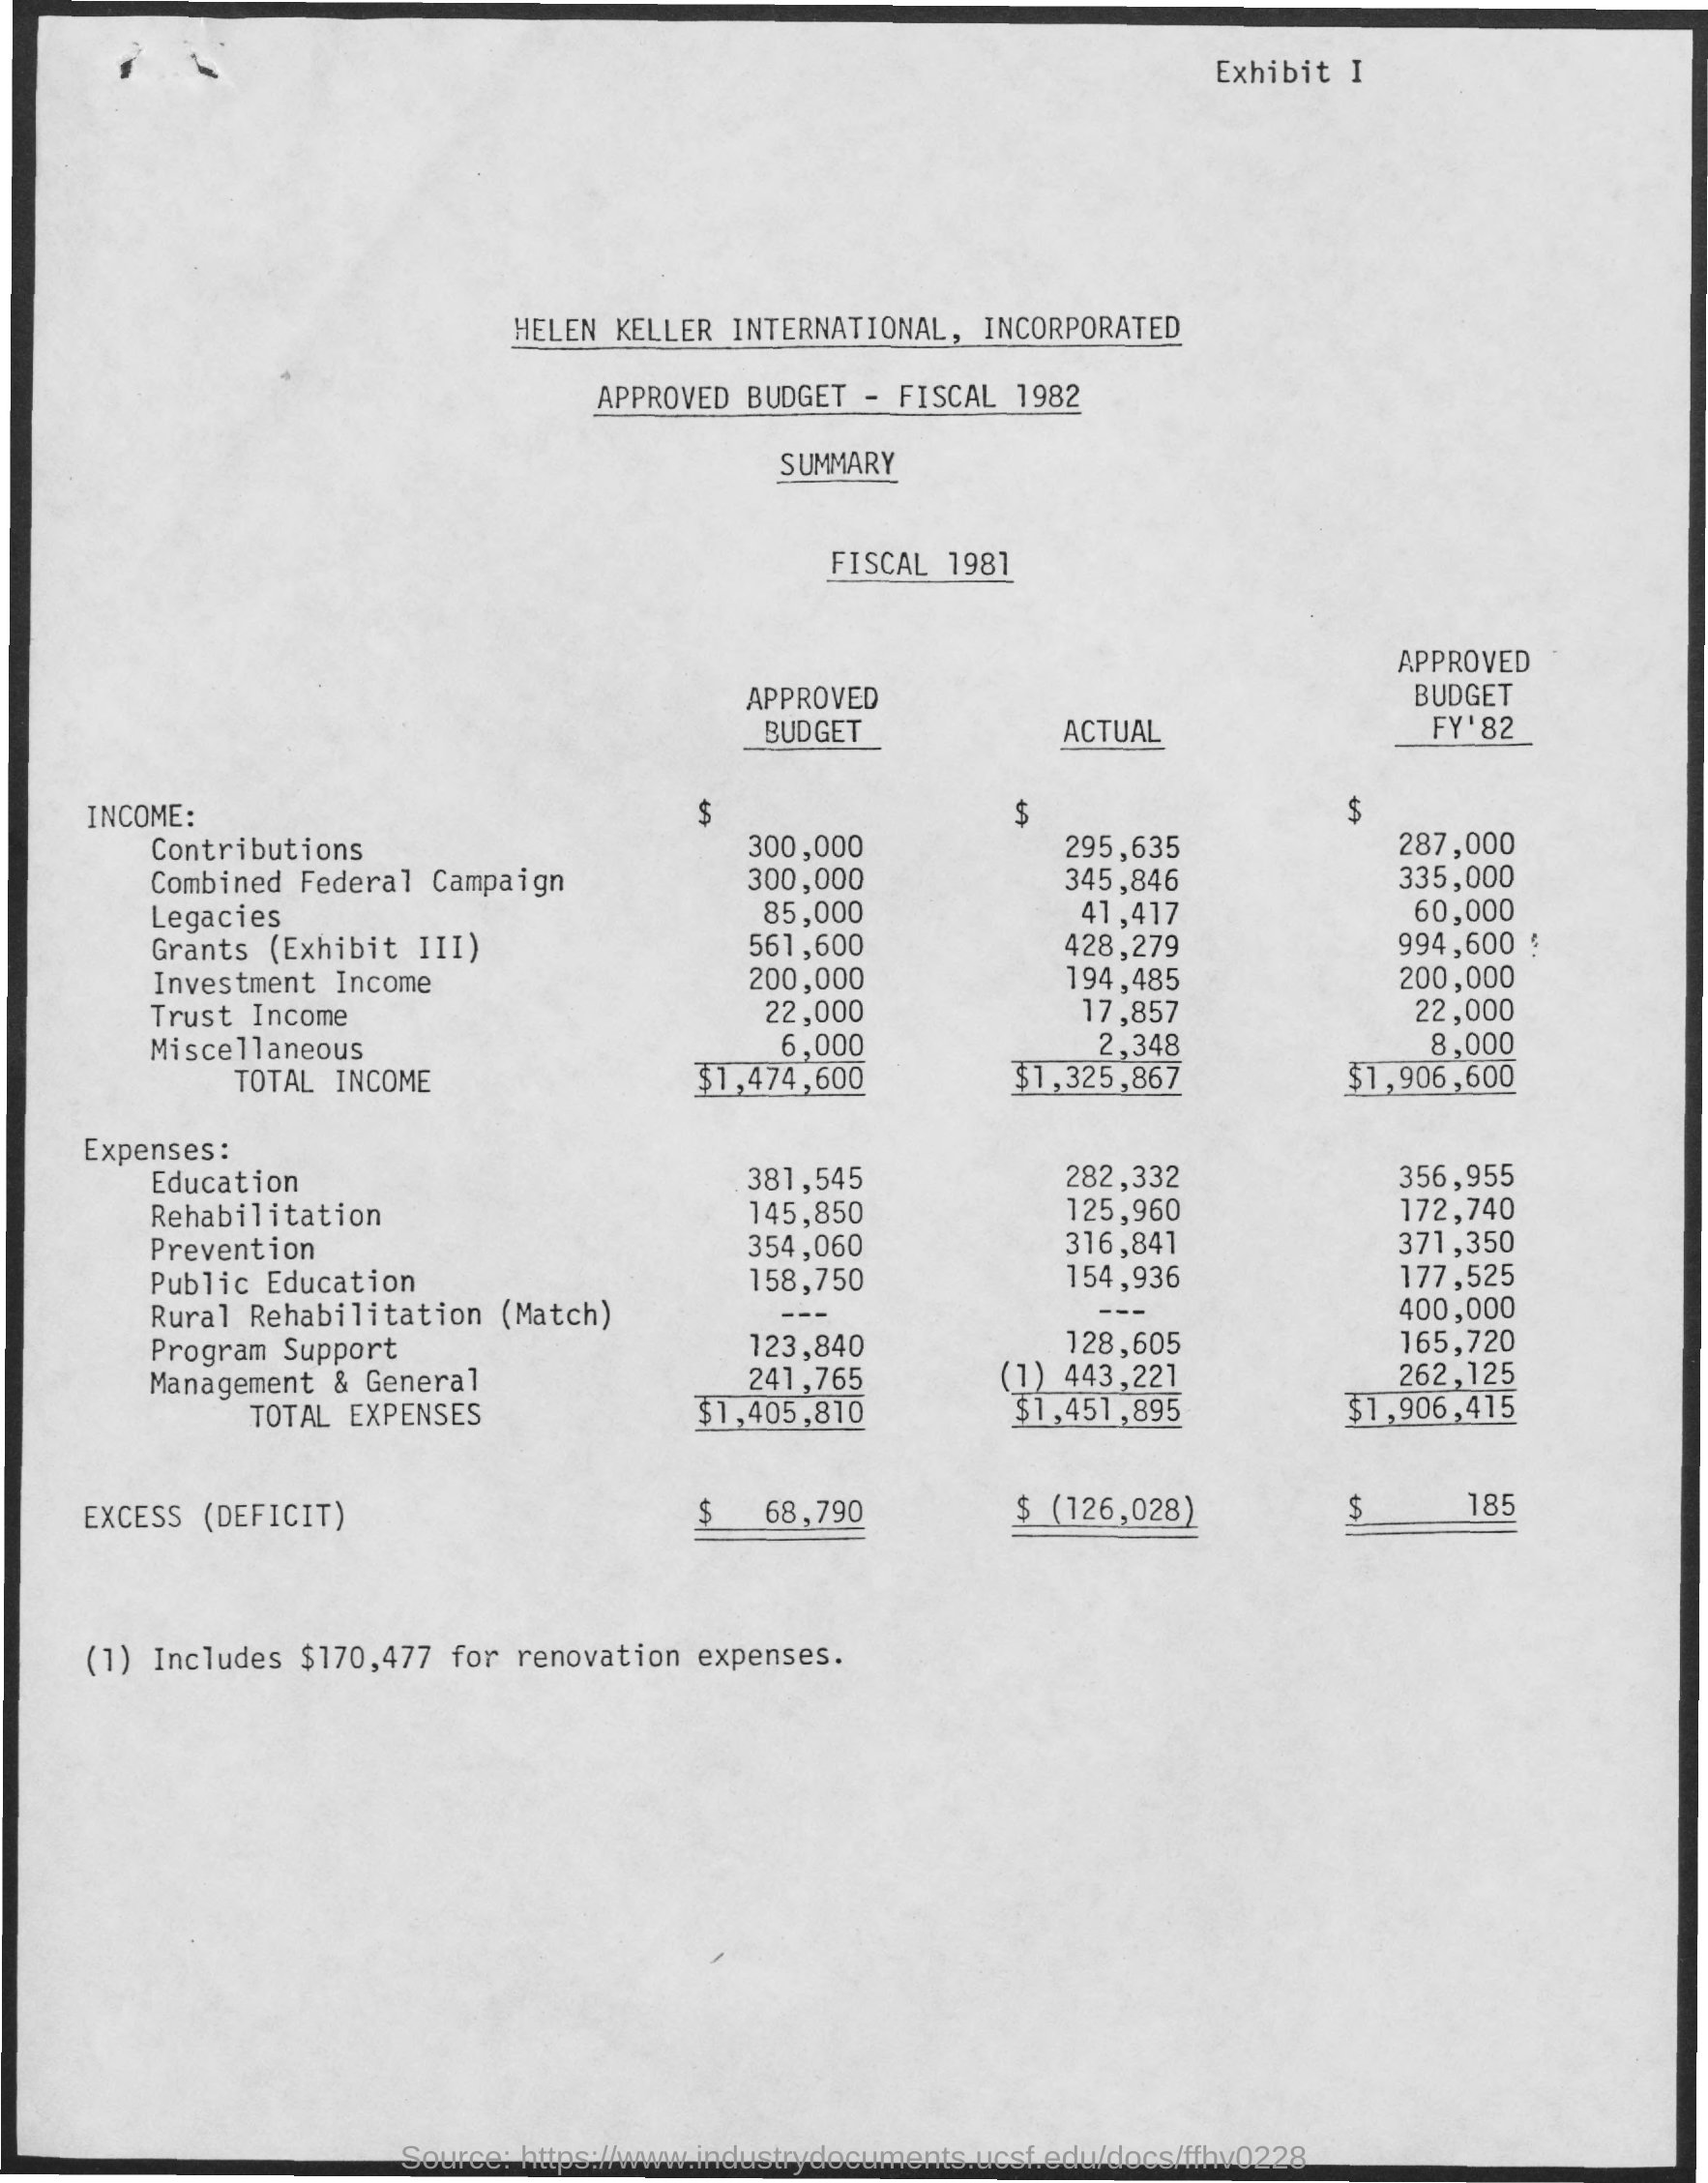 Exhibit I
HELEN KELLER INTERNATIONAL, INCORPORATED
APPROVED BUDGET - FISCAL 1982
SUMMARY
FISCAL 1981
APPROVED BUDGET ACTUAL APPROVED BUDGET FY'82
INCOME: $ $ $
Contributions 300,000 295,635 287,000
Combined Federal Campaign 300,000 345,846 335,000
Legacies 85,000 41,417 60,000
Grants (Exhibit III) 561,600 428,279 994,600
Investment Income 200,000 194,485 200,000
Trust Income 22,000 17,857 22,000
Miscellaneous 6,000 2,348 8,000
TOTAL INCOME $1,474,600 $1,325,867 $1,906,600
Expenses:
Education 381,545 282,332 356,955
Rehabilitation 145,850 125,960 172,740
Prevention 354,060 316,841 371,350
Public Education 158,750 154,936 177,525
Rural Rehabilitation (Match) --- --- 400,000
Program Support 123,840 128,605 165,720
Management & General 241,765 (1) 443,221 262,125
TOTAL EXPENSES $1,405,810 $1,451,895 $1,906,415
EXCESS (DEFICIT) $ 68,790 $ (126,028) $ 185
(1) Includes $170,477 for renovation expenses.
Source: https://www.industrydocuments.ucsf.edu/docs/ffhv0228